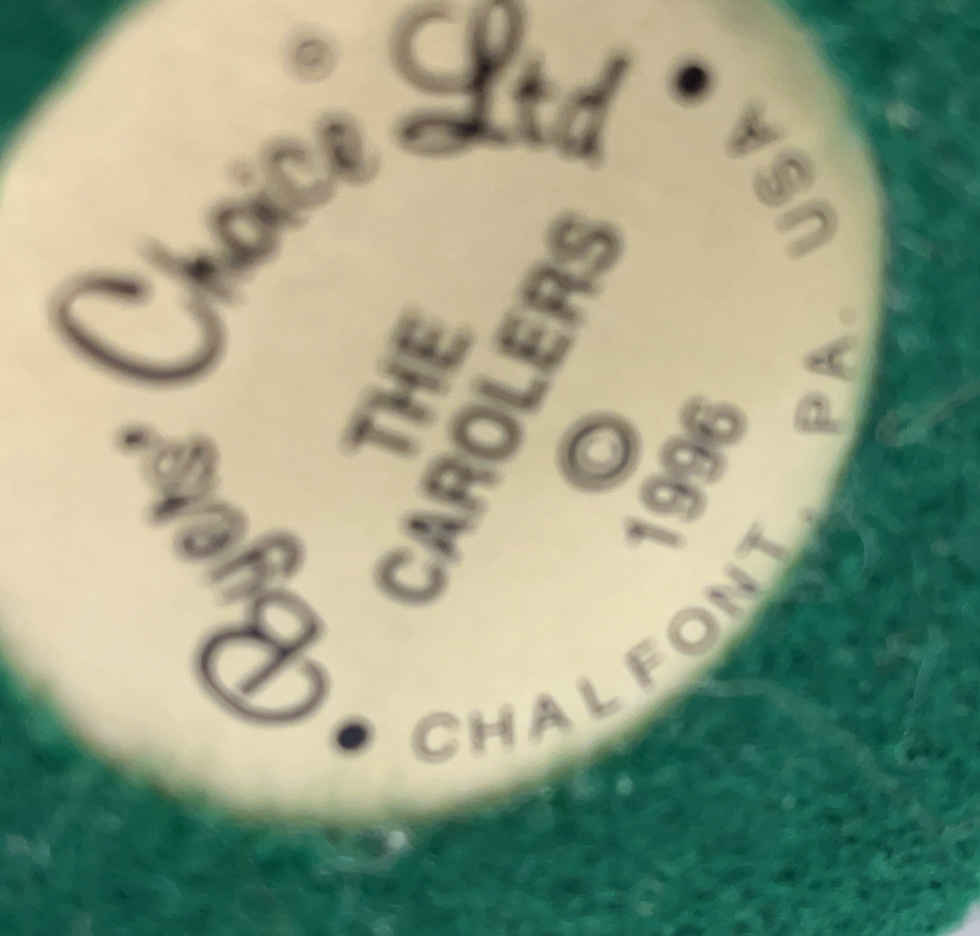 Byers' Choice ® Ltd
THE
CAROLERS
©
1996
CHALFONT, PA. USA